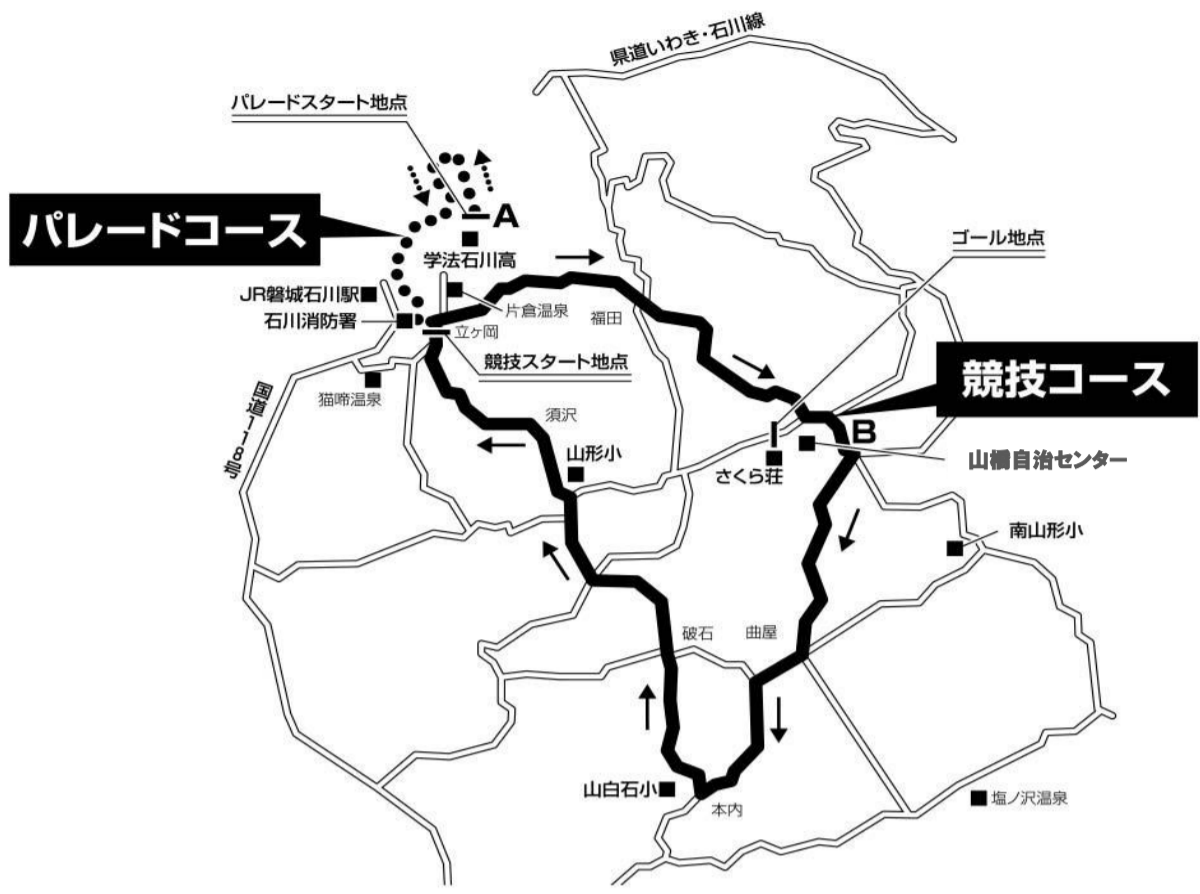 県道いわき・石川線
パレードスタート地点
パレードコース
A
学法石川高
ゴール地点
JR磐城石川駅
片倉温泉
石川消防署
立ヶ岡
福田
競技スタート地点
競技コース
猫啼温泉
国道118号
須沢
B
山形小
さくら荘
山橋自治センター
南山形小
破石
曲屋
山白石小
本内
塩ノ沢温泉